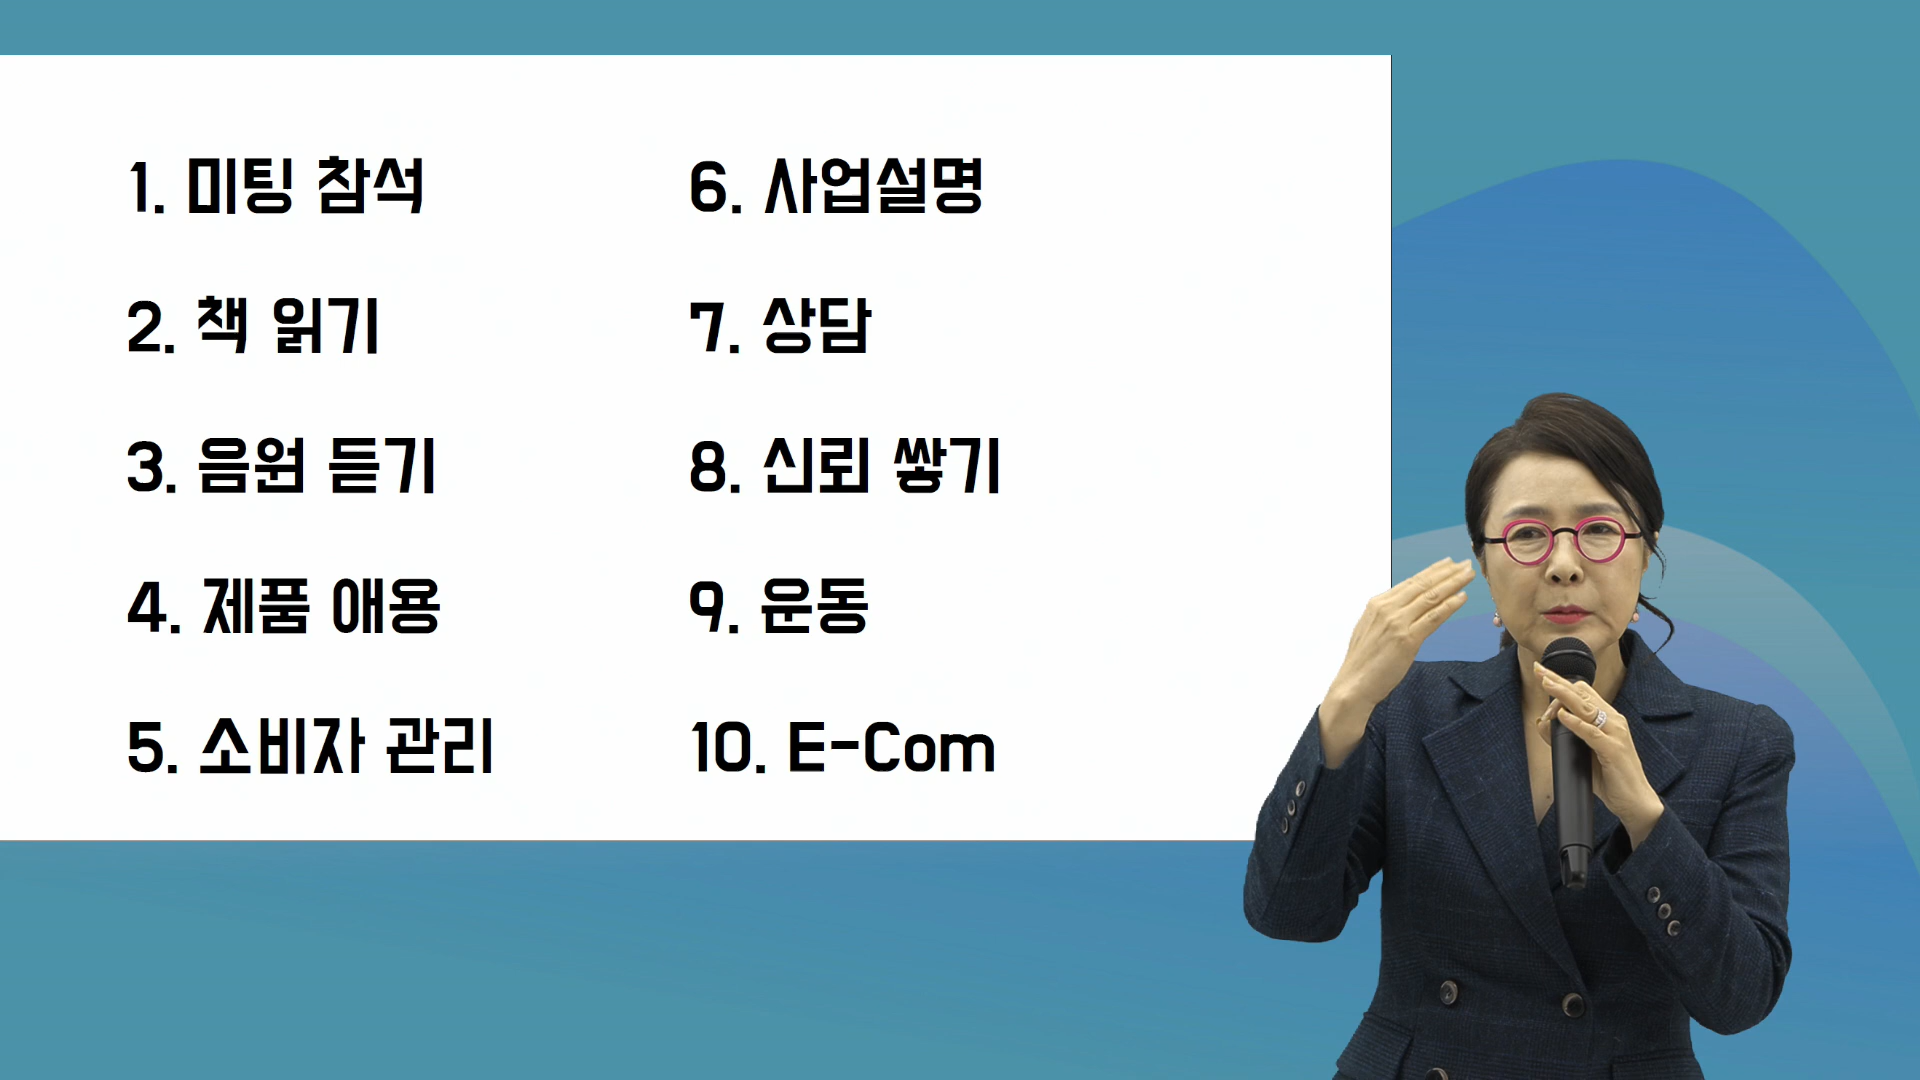 1. 미팅 참석
2. 책 읽기
3. 음원 듣기
4. 제품 애용
5. 소비자 관리
6. 사업설명
7. 상담
8. 신뢰 쌓기
9. 운동
10. E-Com